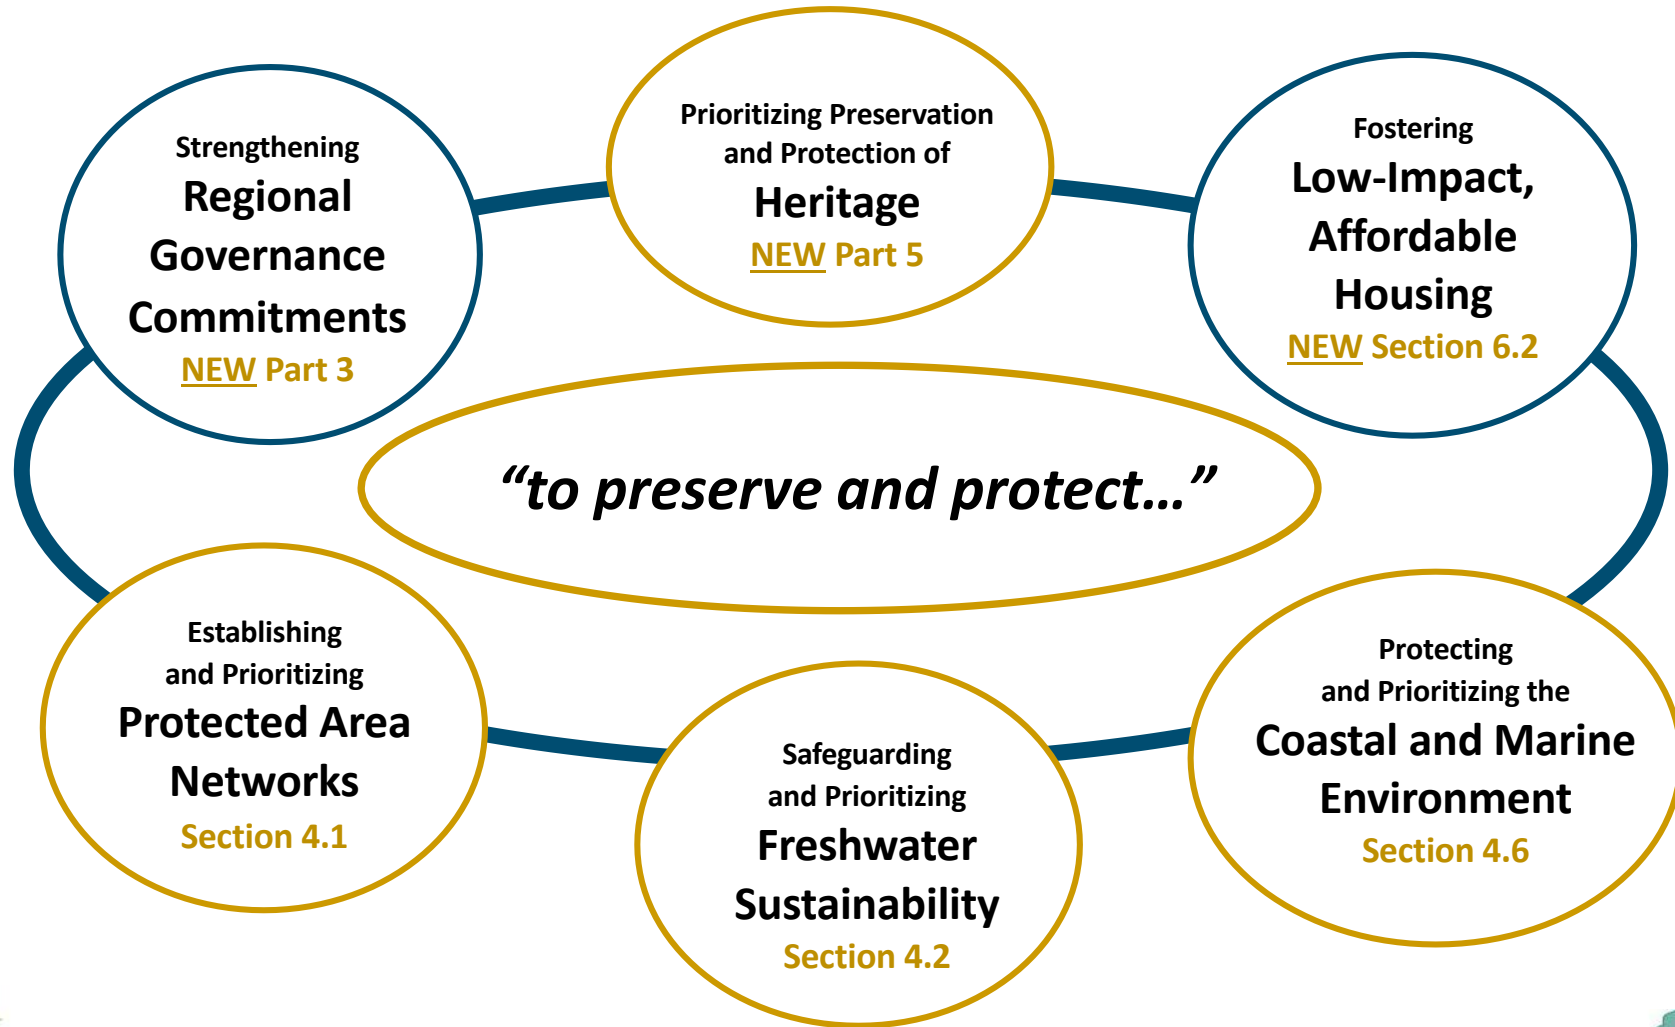 Strengthening
Regional
Governance
Commitments
NEW Part 3
Prioritizing Preservation
and Protection of
Heritage
NEW Part 5
Fostering
Low-Impact,
Affordable
Housing
NEW Section 6.2
“to preserve and protect…”
Establishing
and Prioritizing
Protected Area
Networks
Section 4.1
Safeguarding
and Prioritizing
Freshwater
Sustainability
Section 4.2
Protecting
and Prioritizing the
Coastal and Marine
Environment
Section 4.6